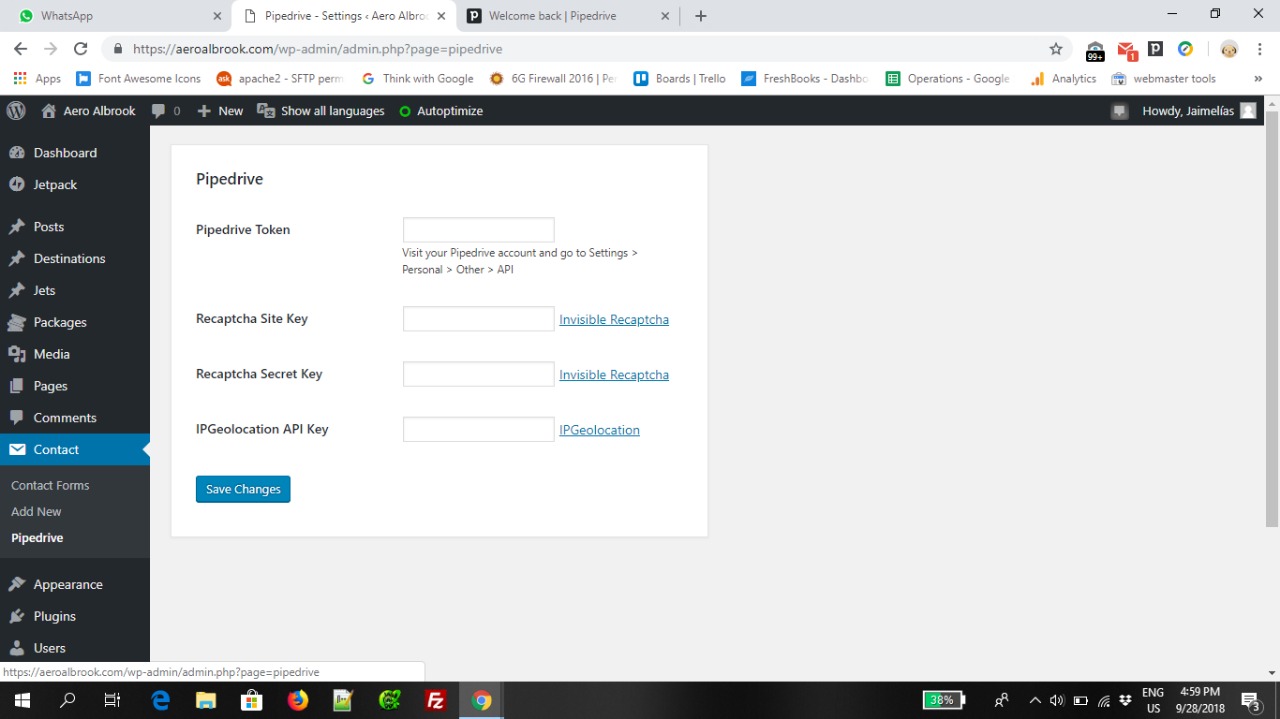 WhatsApp
Pipedrive - Settings ‹ Aero Albroo
Welcome back | Pipedrive
https://aeroalbrook.com/wp-admin/admin.php?page=pipedrive
99+
1
Apps
Font Awesome Icons
ask
apache2 - SFTP perm
Think with Google
6G Firewall 2016 | Per
Boards | Trello
FreshBooks - Dashbo
Operations - Google
Analytics
webmaster tools
»
Aero Albrook
0
New
Show all languages
Autoptimize
Howdy, Jaimelías
Dashboard
Jetpack
Posts
Destinations
Jets
Packages
Media
Pages
Comments
Contact
Contact Forms
Add New
Pipedrive
Appearance
Plugins
Users
Pipedrive
Pipedrive Token
Visit your Pipedrive account and go to Settings >
Personal > Other > API
Recaptcha Site Key
Invisible Recaptcha
Recaptcha Secret Key
Invisible Recaptcha
IPGeolocation API Key
IPGeolocation
Save Changes
https://aeroalbrook.com/wp-admin/admin.php?page=pipedrive
38%
ENG
US
4:59 PM
9/28/2018
3